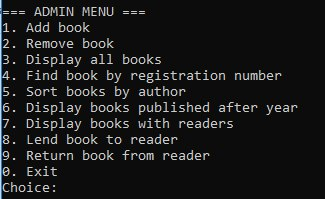 === ADMIN MENU ===
1. Add book
2. Remove book
3. Display all books
4. Find book by registration number
5. Sort books by author
6. Display books published after year
7. Display books with readers
8. Lend book to reader
9. Return book from reader
0. Exit
Choice: